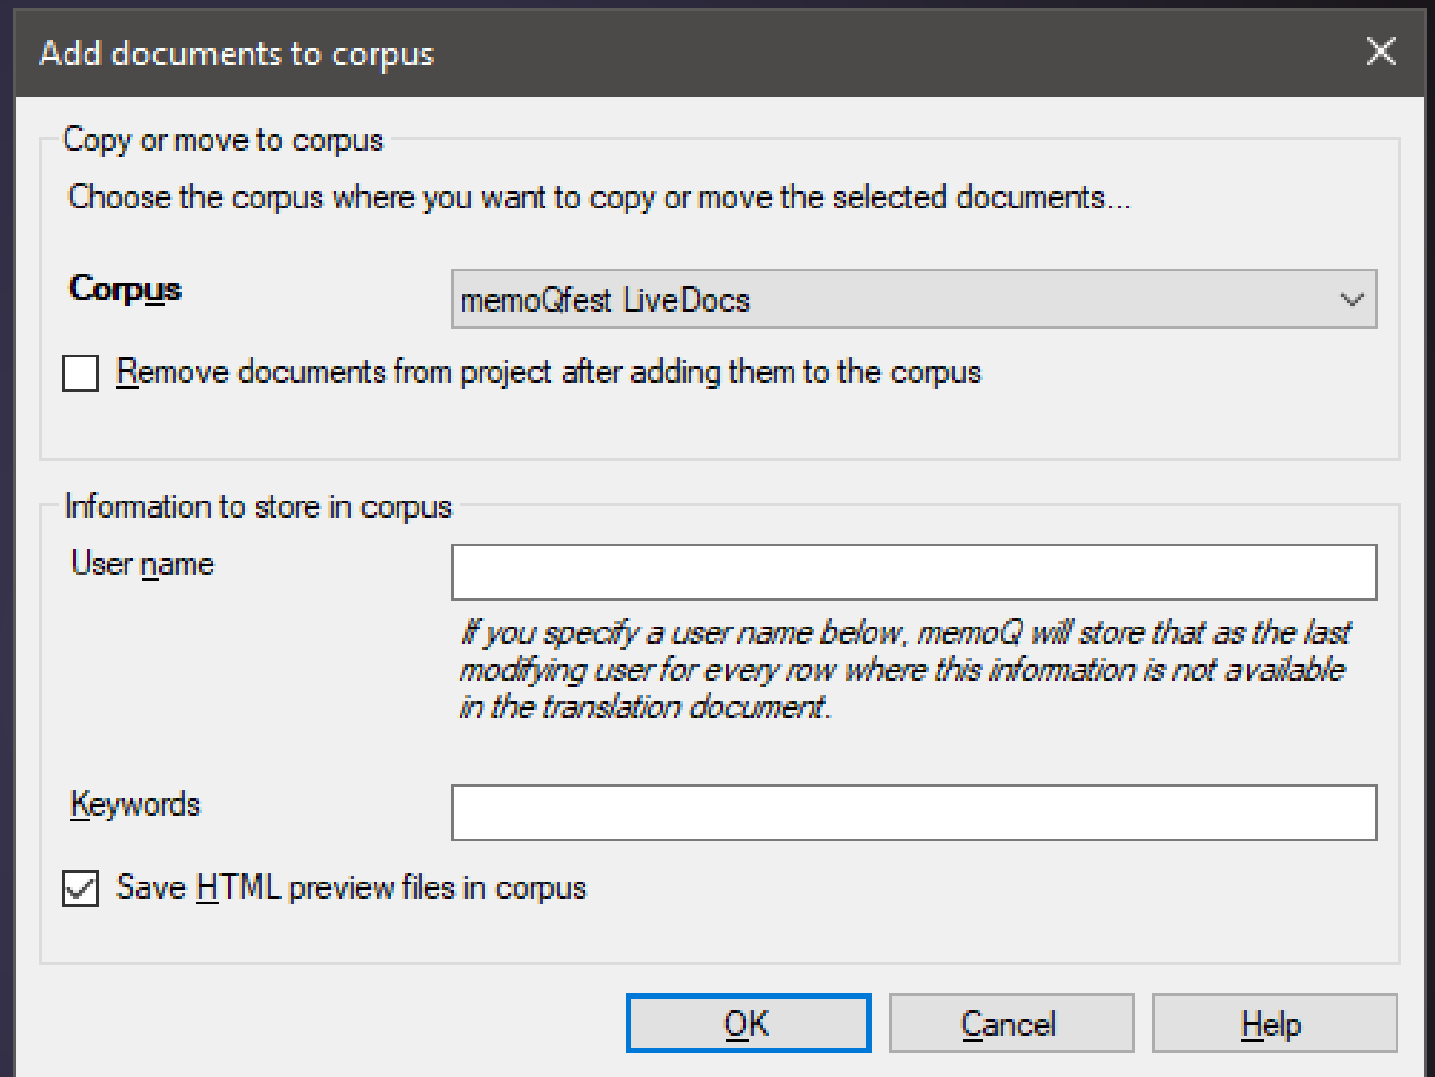 Add documents to corpus
Copy or move to corpus
Choose the corpus where you want to copy or move the selected documents...
Corpus
memoQfest LiveDocs
Remove documents from project after adding them to the corpus
Information to store in corpus
User name
If you specify a user name below, memoQ will store that as the last
modifying user for every row where this information is not available
in the translation document.
Keywords
Save HTML preview files in corpus
OK
Cancel
Help